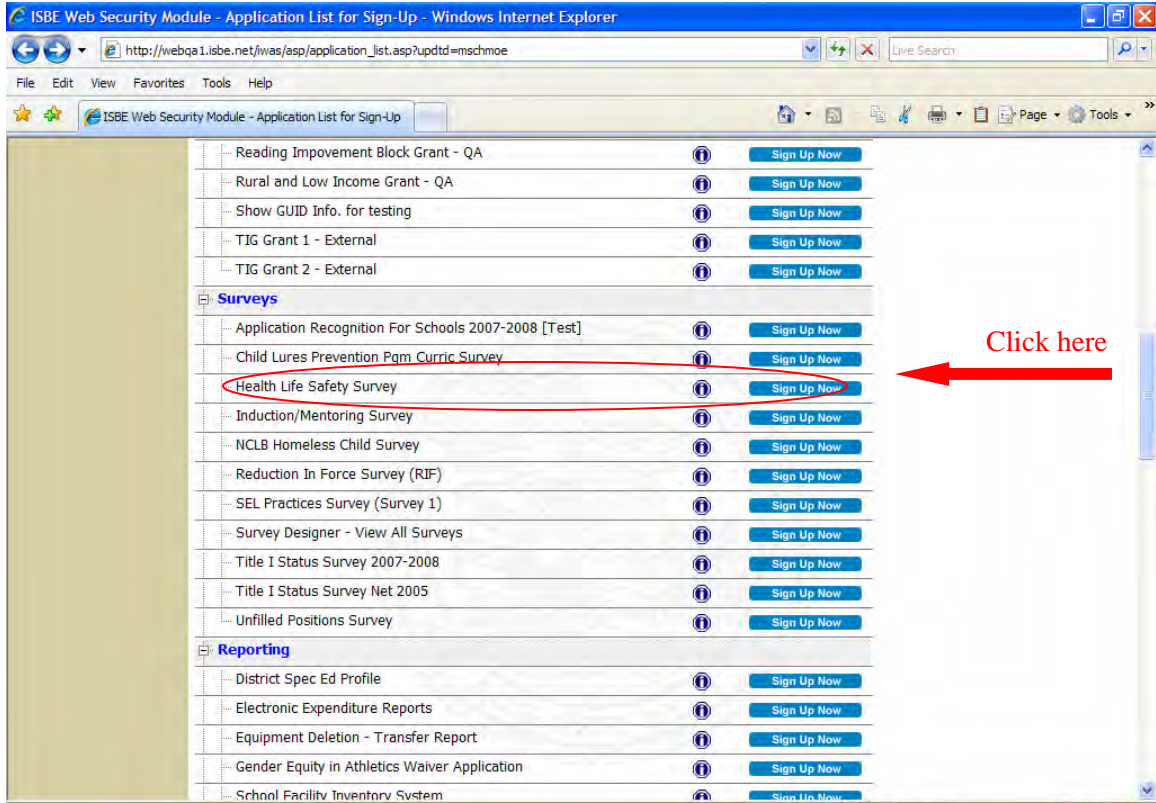 ISBE Web Security Module - Application List for Sign-Up - Windows Internet Explorer
http://webqa1.isbe.net/iwas/asp/application_list.asp?updtd=mschmoe Live Search
File Edit View Favorites Tools Help
ISBE Web Security Module - Application List for Sign-Up Page Tools »
Reading Impovement Block Grant - QA Sign Up Now
Rural and Low Income Grant - QA Sign Up Now
Show GUID Info. for testing Sign Up Now
TIG Grant 1 - External Sign Up Now
TIG Grant 2 - External Sign Up Now
Surveys
Application Recognition For Schools 2007-2008 [Test] Sign Up Now
Click here
Child Lures Prevention Pgm Curric Survey Sign Up Now
Health Life Safety Survey Sign Up Now
Induction/Mentoring Survey Sign Up Now
NCLB Homeless Child Survey Sign Up Now
Reduction In Force Survey (RIF) Sign Up Now
SEL Practices Survey (Survey 1) Sign Up Now
Survey Designer - View All Surveys Sign Up Now
Title I Status Survey 2007-2008 Sign Up Now
Title I Status Survey Net 2005 Sign Up Now
Unfilled Positions Survey Sign Up Now
Reporting
District Spec Ed Profile Sign Up Now
Electronic Expenditure Reports Sign Up Now
Equipment Deletion - Transfer Report Sign Up Now
Gender Equity in Athletics Waiver Application Sign Up Now
School Facility Inventory System Sign Up Now